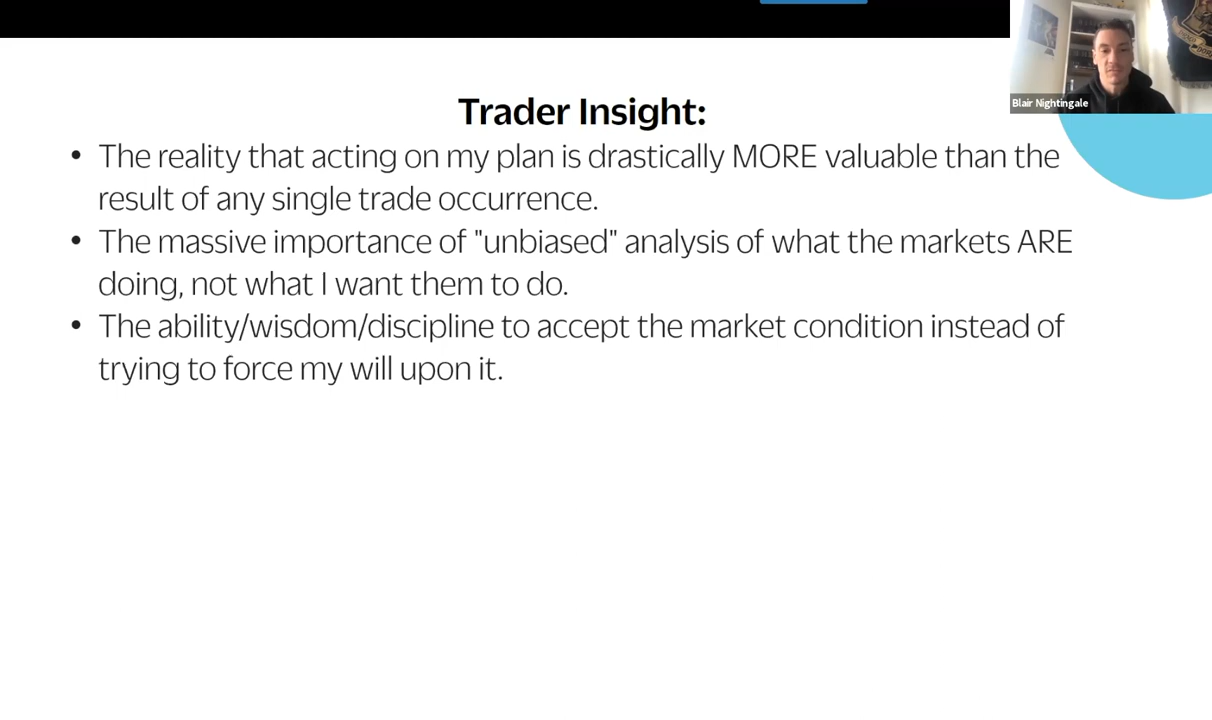 Blair Nightingale
Trader Insight:
• The reality that acting on my plan is drastically MORE valuable than the
result of any single trade occurrence.
• The massive importance of "unbiased" analysis of what the markets ARE
doing, not what I want them to do.
• The ability/wisdom/discipline to accept the market condition instead of
trying to force my will upon it.